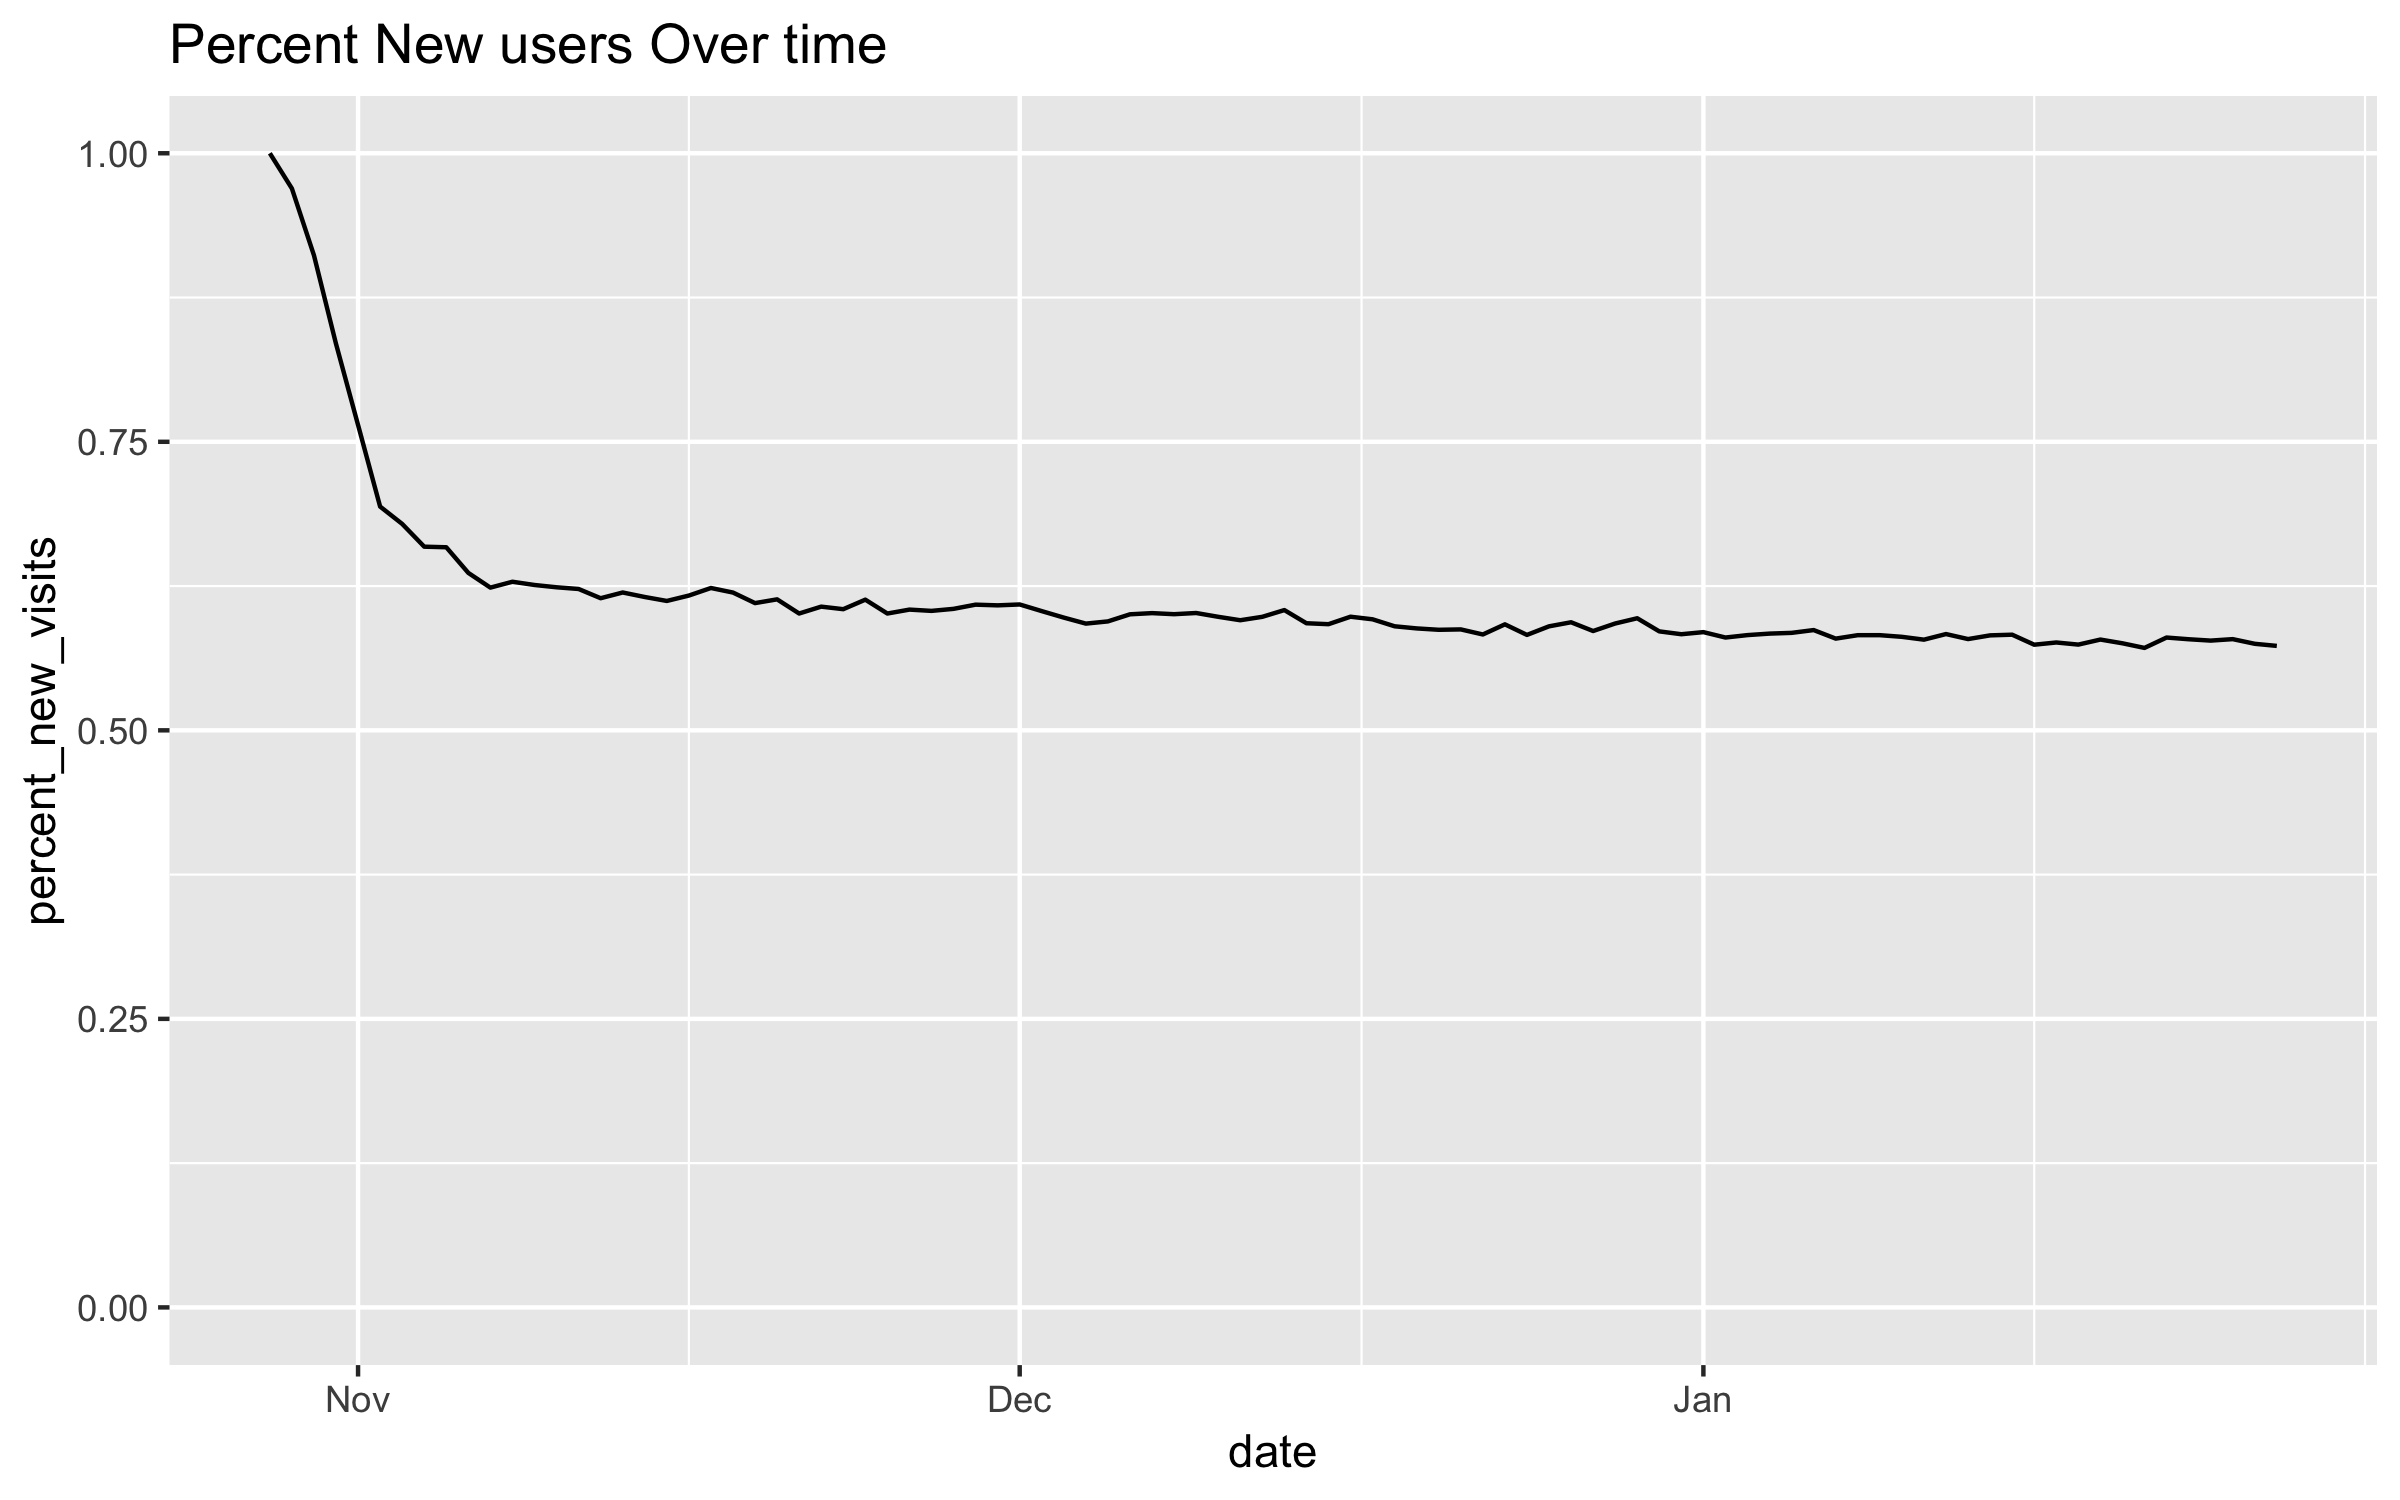 Percent New users Over time
percent_new_visits
1.00
0.75
0.50
0.25
0.00
Nov Dec Jan
date